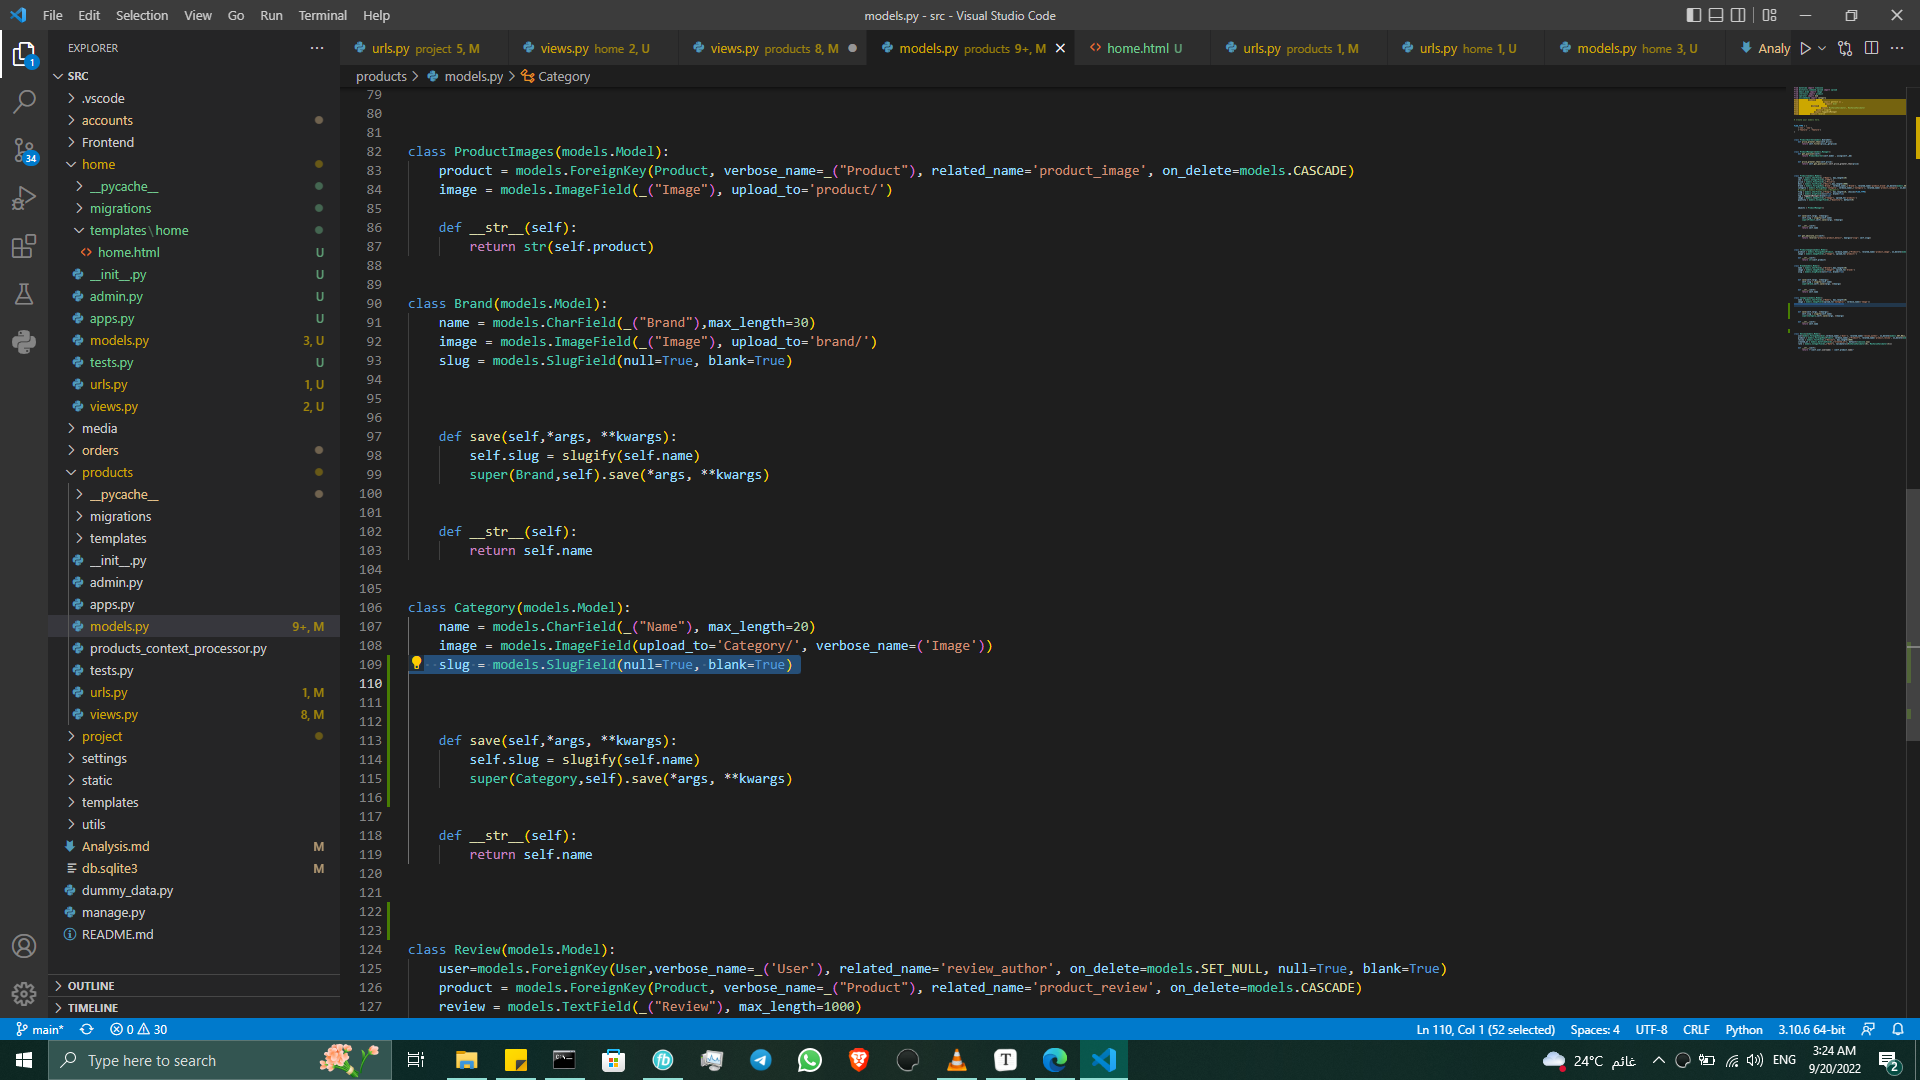 File Edit Selection View Go Run Terminal Help
models.py - src - Visual Studio Code
EXPLORER
urls.py project 5, M
views.py home 2, U
views.py products 8, M
models.py products 9+, M
home.html U
urls.py products 1, M
urls.py home 1, U
models.py home 3, U
Analy
products > models.py > Category
SRC
.vscode
accounts
Frontend
home
__pycache__
migrations
templates \ home
home.html U
__init__.py U
admin.py U
apps.py U
models.py 3, U
tests.py U
urls.py 1, U
views.py 2, U
media
orders
products
__pycache__
migrations
templates
__init__.py
admin.py
apps.py
models.py 9+, M
products_context_processor.py
tests.py
urls.py 1, M
views.py 8, M
project
settings
static
templates
utils
Analysis.md M
db.sqlite3 M
dummy_data.py
manage.py
README.md
OUTLINE
TIMELINE
1
34
79
80
81
82 class ProductImages(models.Model):
83 product = models.ForeignKey(Product, verbose_name=_("Product"), related_name='product_image', on_delete=models.CASCADE)
84 image = models.ImageField(_("Image"), upload_to='product/')
85
86 def __str__(self):
87 return str(self.product)
88
89
90 class Brand(models.Model):
91 name = models.CharField(_("Brand"),max_length=30)
92 image = models.ImageField(_("Image"), upload_to='brand/')
93 slug = models.SlugField(null=True, blank=True)
94
95
96
97 def save(self,*args, **kwargs):
98 self.slug = slugify(self.name)
99 super(Brand,self).save(*args, **kwargs)
100
101
102 def __str__(self):
103 return self.name
104
105
106 class Category(models.Model):
107 name = models.CharField(_("Name"), max_length=20)
108 image = models.ImageField(upload_to='Category/', verbose_name=('Image'))
109 slug = models.SlugField(null=True, blank=True)
110
111
112
113 def save(self,*args, **kwargs):
114 self.slug = slugify(self.name)
115 super(Category,self).save(*args, **kwargs)
116
117
118 def __str__(self):
119 return self.name
120
121
122
123
124 class Review(models.Model):
125 user=models.ForeignKey(User,verbose_name=_('User'), related_name='review_author', on_delete=models.SET_NULL, null=True, blank=True)
126 product = models.ForeignKey(Product, verbose_name=_("Product"), related_name='product_review', on_delete=models.CASCADE)
127 review = models.TextField(_("Review"), max_length=1000)
main* 0 30
Ln 110, Col 1 (52 selected) Spaces: 4 UTF-8 CRLF Python 3.10.6 64-bit
Type here to search
24°C غائم
ENG
3:24 AM
9/20/2022
2